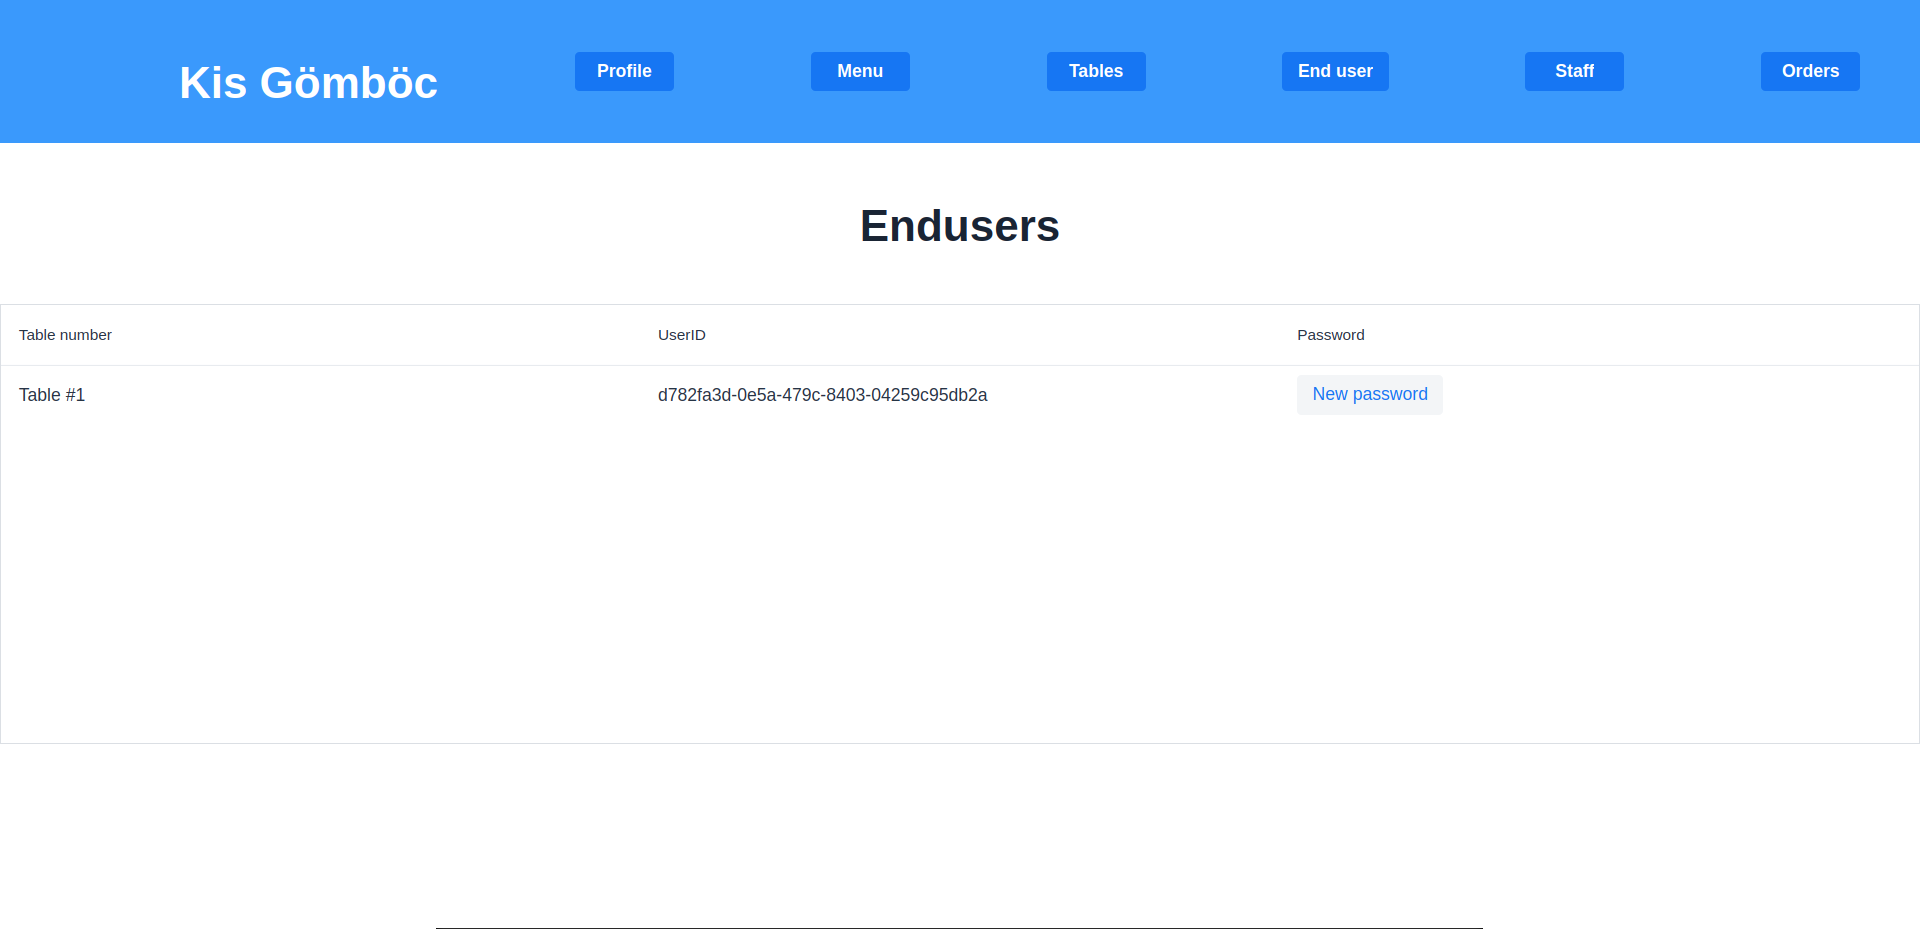 Kis Gömböc
Profile
Menu
Tables
End user
Staff
Orders
Endusers
Table number
UserID
Password
Table #1
d782fa3d-0e5a-479c-8403-04259c95db2a
New password